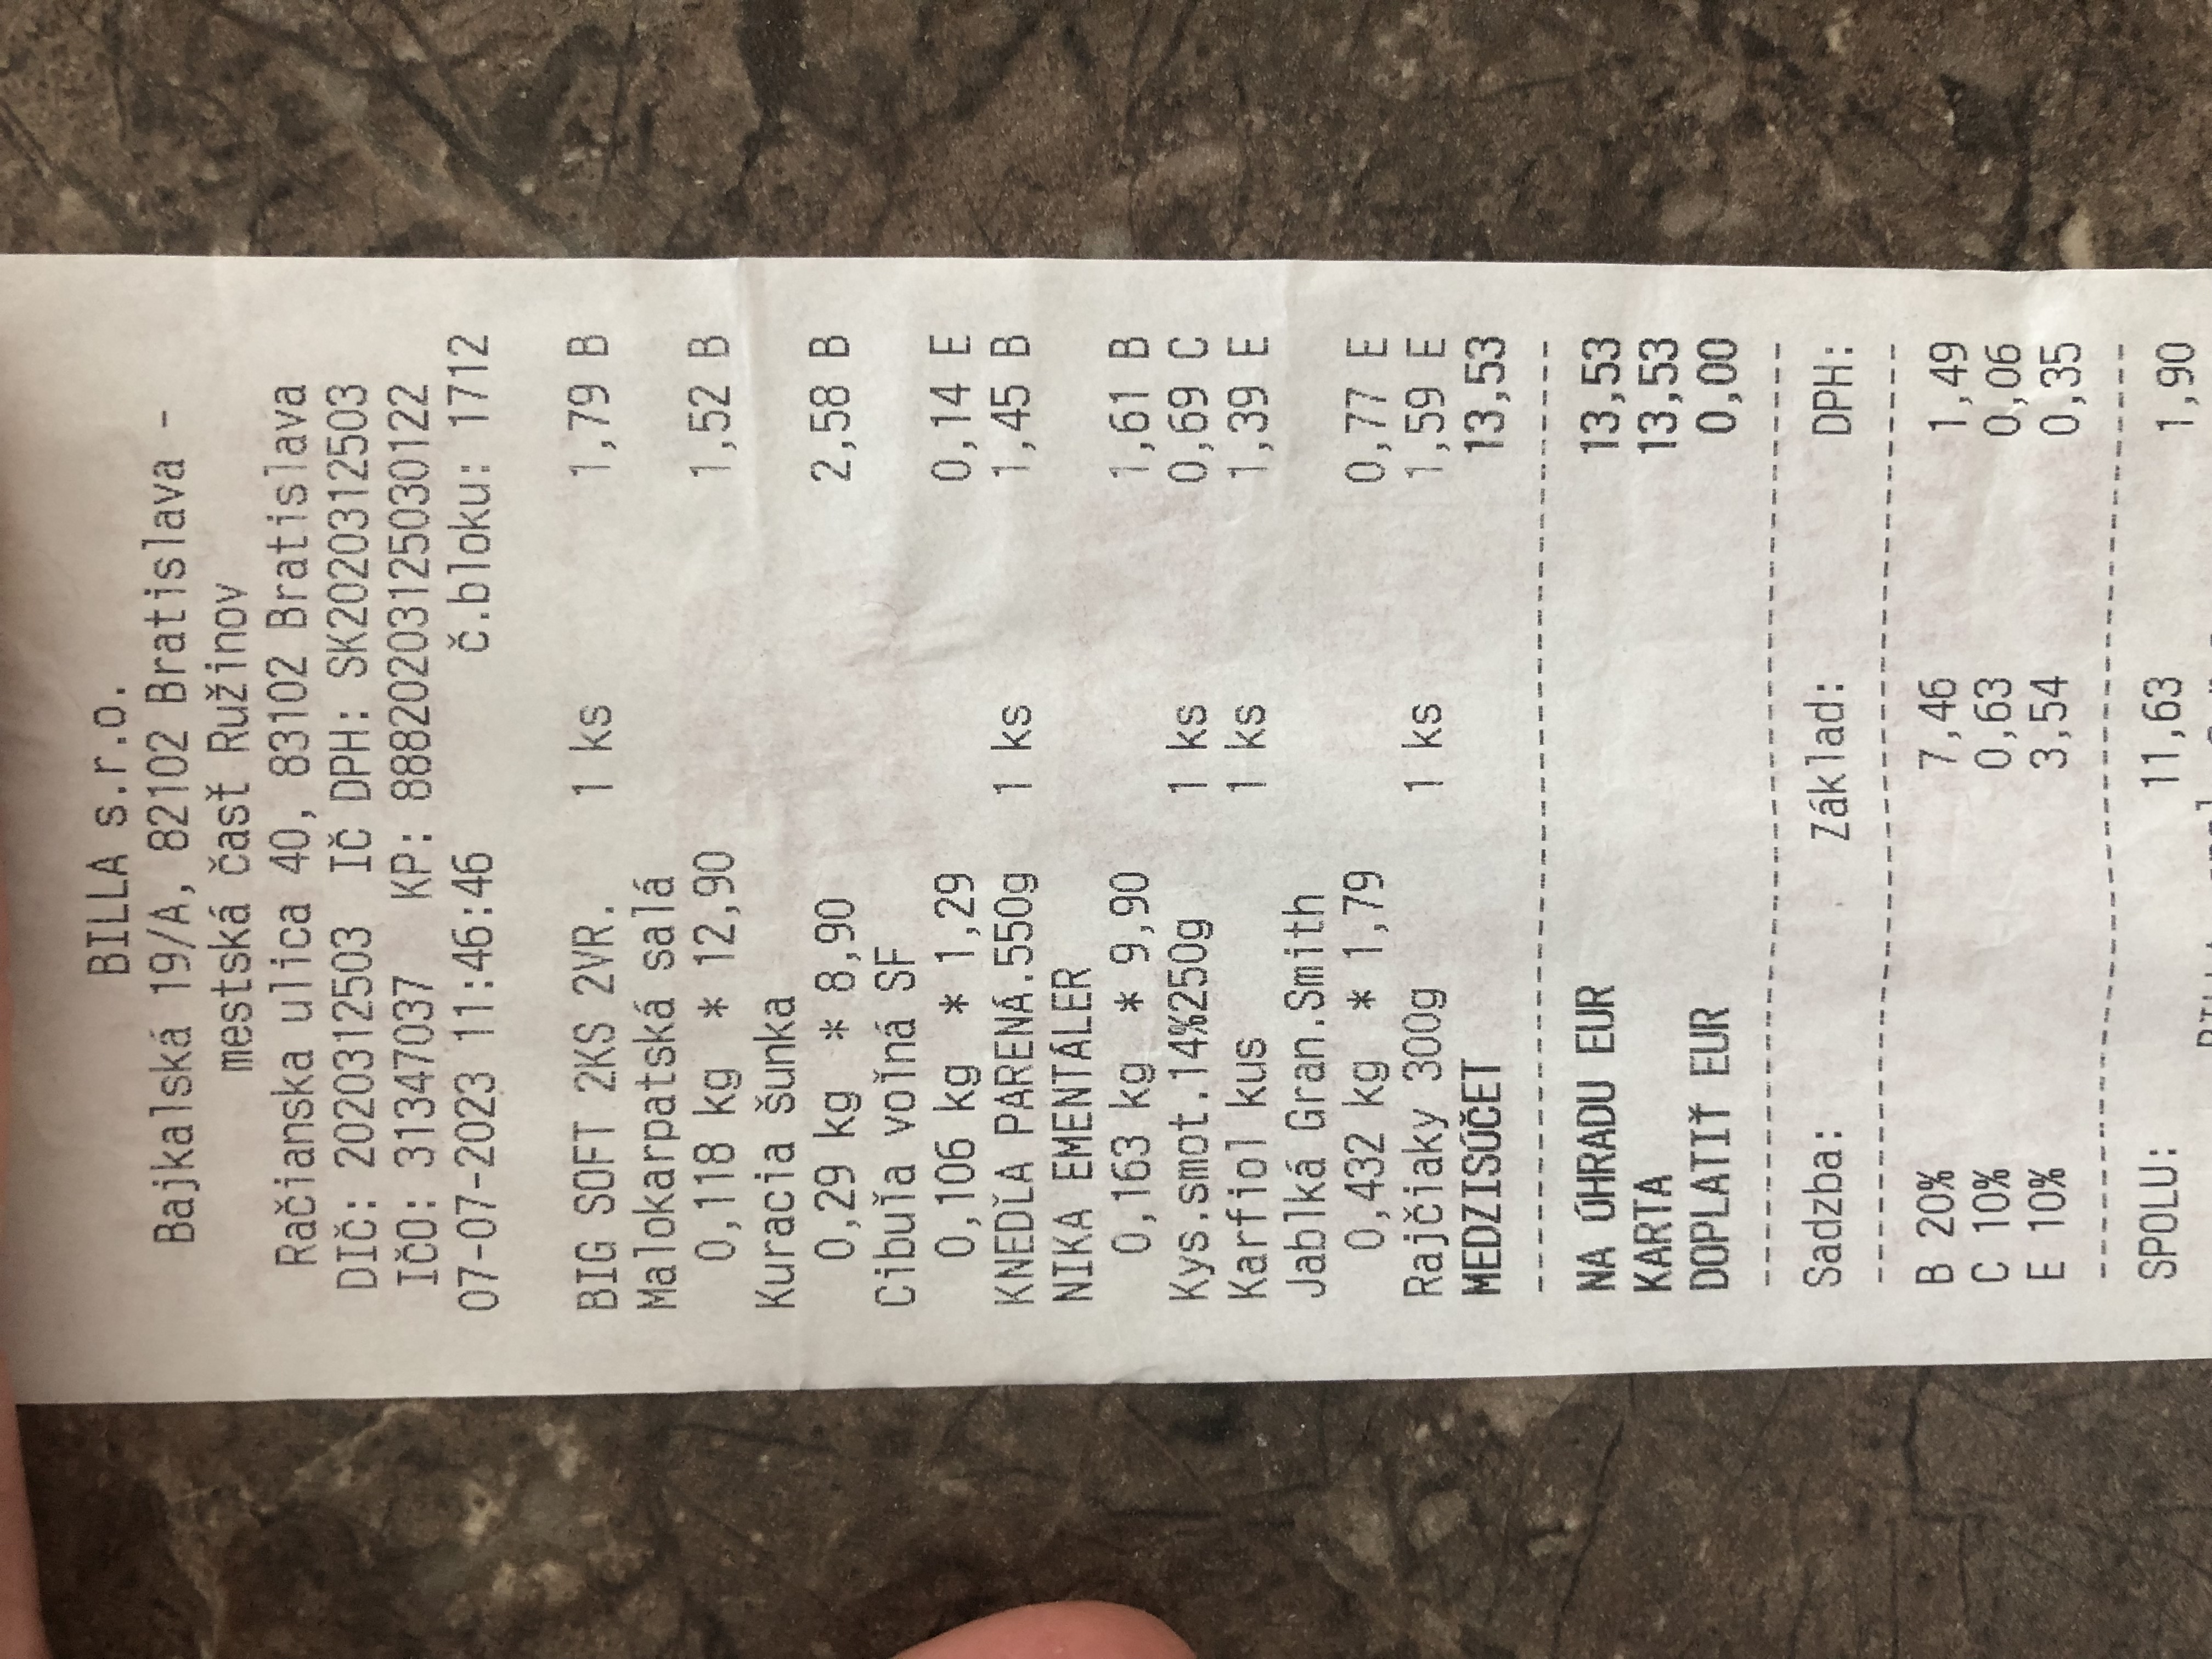 BILLA s.r.o.
Bajkalská 19/A, 82102 Bratislava -
mestská časť Ružinov
Račianska ulica 40, 83102 Bratislava
DIČ: 2020312503 IČ DPH: SK2020312503
IČO: 31347037 KP: 88820203125030122
07-07-2023 11:46:46 č.bloku: 1712
BIG SOFT 2KS 2VR. 1 ks 1,79 B
Malokarpatská salá
0,118 kg * 12,90 1,52 B
Kuracia šunka
0,29 kg * 8,90 2,58 B
Cibuľa voľná SF
0,106 kg * 1,29 0,14 E
KNEDĽA PARENÁ.550g 1 ks 1,45 B
NIKA EMENTÁLER
0,163 kg * 9,90 1,61 B
Kys.smot.14%250g 1 ks 0,69 C
Karfiol kus 1 ks 1,39 E
Jablká Gran.Smith
0,432 kg * 1,79 0,77 E
Rajčiaky 300g 1 ks 1,59 E
MEDZISÚČET 13,53
NA ÚHRADU EUR 13,53
KARTA 13,53
DOPLATIŤ EUR 0,00
Sadzba: Základ: DPH:
B 20% 7,46 1,49
C 10% 0,63 0,06
E 10% 3,54 0,35
SPOLU: 11,63 1,90